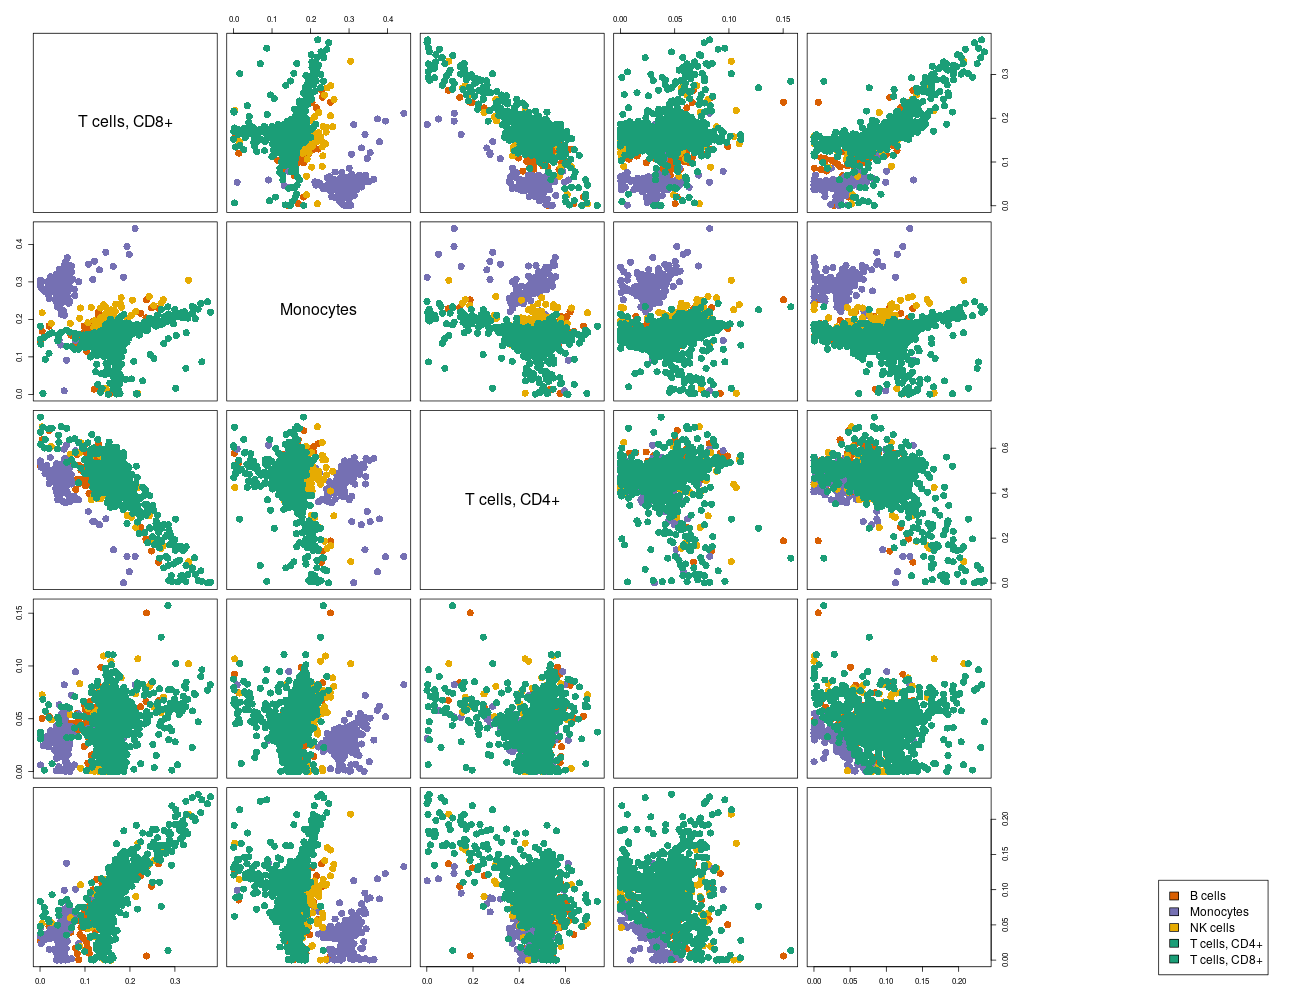 0.0 0.1 0.2 0.3 0.4
0.00 0.05 0.10 0.15
T cells, CD8+
0.0 0.1 0.2 0.3
0.0 0.1 0.2 0.3 0.4
Monocytes
T cells, CD4+
0.0 0.2 0.4 0.6
0.00 0.05 0.10 0.15
0.00 0.05 0.10 0.15 0.20
B cells
Monocytes
NK cells
T cells, CD4+
T cells, CD8+
0.0 0.1 0.3
0.0 0.2 0.4 0.6
0.00 0.05 0.10 0.15 0.20